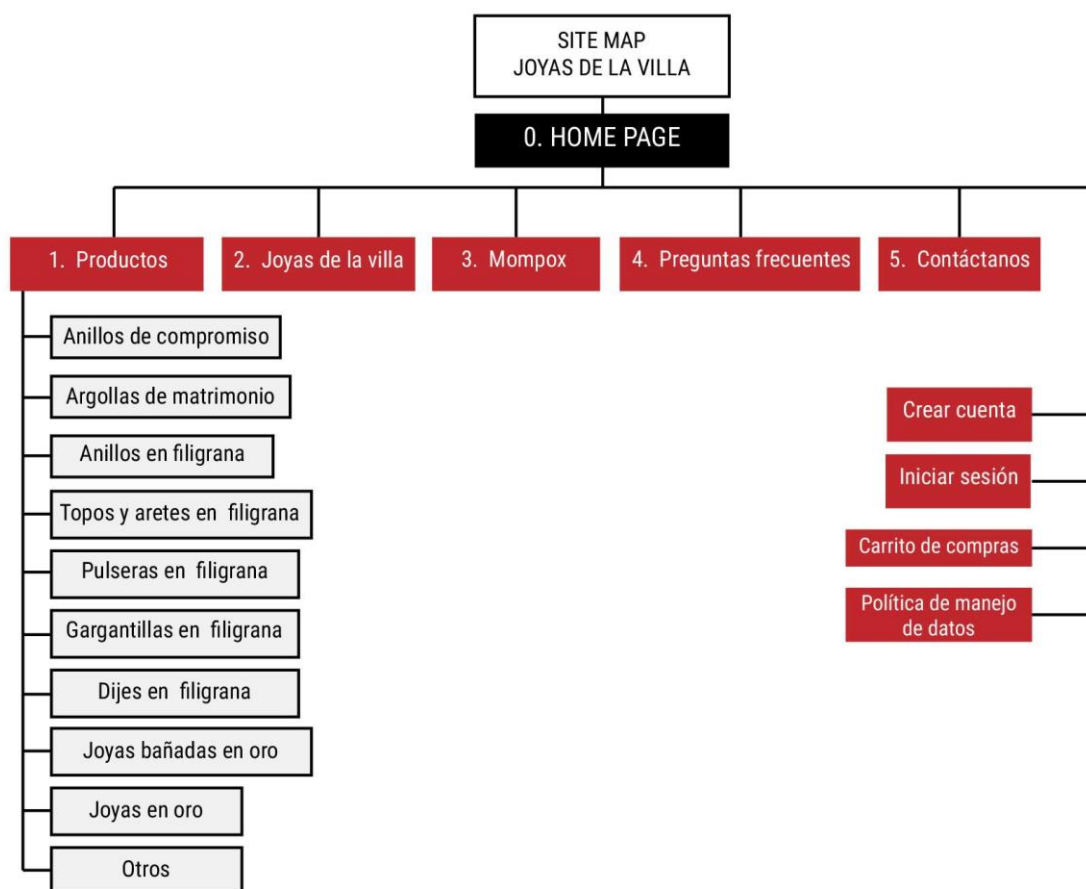 SITE MAP
JOYAS DE LA VILLA
0. HOME PAGE
1. Productos
2. Joyas de la villa
3. Mompox
4. Preguntas frecuentes
5. Contáctanos
Anillos de compromiso
Argollas de matrimonio
Anillos en filigrana
Topos y aretes en filigrana
Pulseras en filigrana
Gargantillas en filigrana
Dijes en filigrana
Joyas bañadas en oro
Joyas en oro
Otros
Crear cuenta
Iniciar sesión
Carrito de compras
Política de manejo
de datos